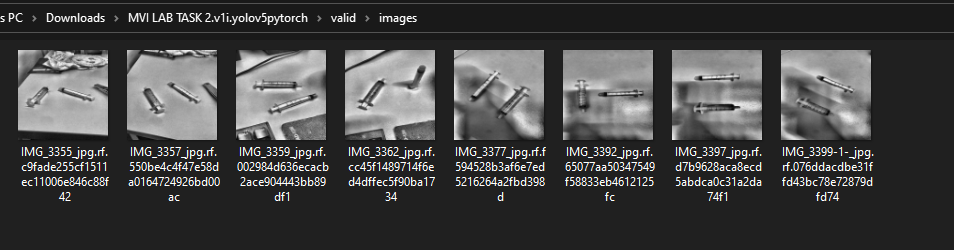 s PC > Downloads > MVI LAB TASK 2.v1i.yolov5pytorch > valid > images
IMG_3355_jpg.rf.
c9fade255cf1511
ec11006e846c88f
42
IMG_3357_jpg.rf.
550be4c4f47e58d
a0164724926bd00
ac
IMG_3359_jpg.rf.
002984d636ecacb
2ace904443bb89
df1
IMG_3362_jpg.rf.
cc45f1489714f6e
d4dffec5f90ba17
34
IMG_3377_jpg.rf.f
594528b3af6e7ed
5216264a2fbd398
d
IMG_3392_jpg.rf.
65077aa50347549
f58833eb4612125
fc
IMG_3397_jpg.rf.
d7b9628aca8ecd
5abdca0c31a2da
74f1
IMG_3399-1-_jpg.
rf.076ddacdbe31f
fd43bc78e72879d
fd74